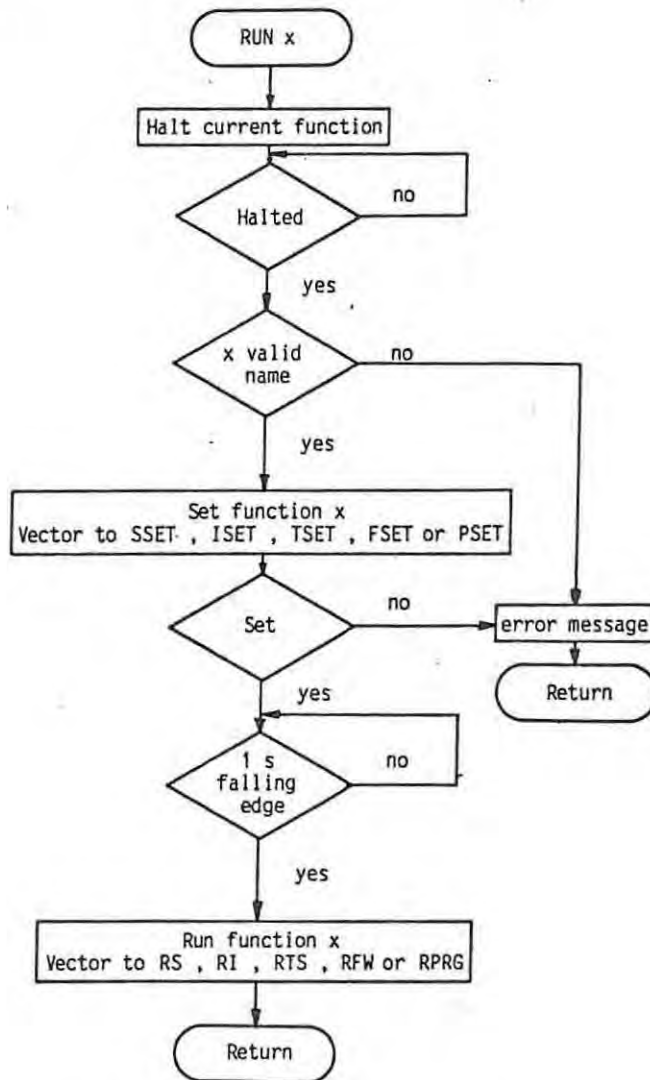 RUN x
Halt current function
Halted
no
yes
x valid
name
no
yes
Set function x
Vector to SSET , ISET , TSET , FSET or PSET
Set
no
error message
yes
Return
1 s
falling
edge
no
yes
Run function x
Vector to RS , RI , RTS , RFW or RPRG
Return